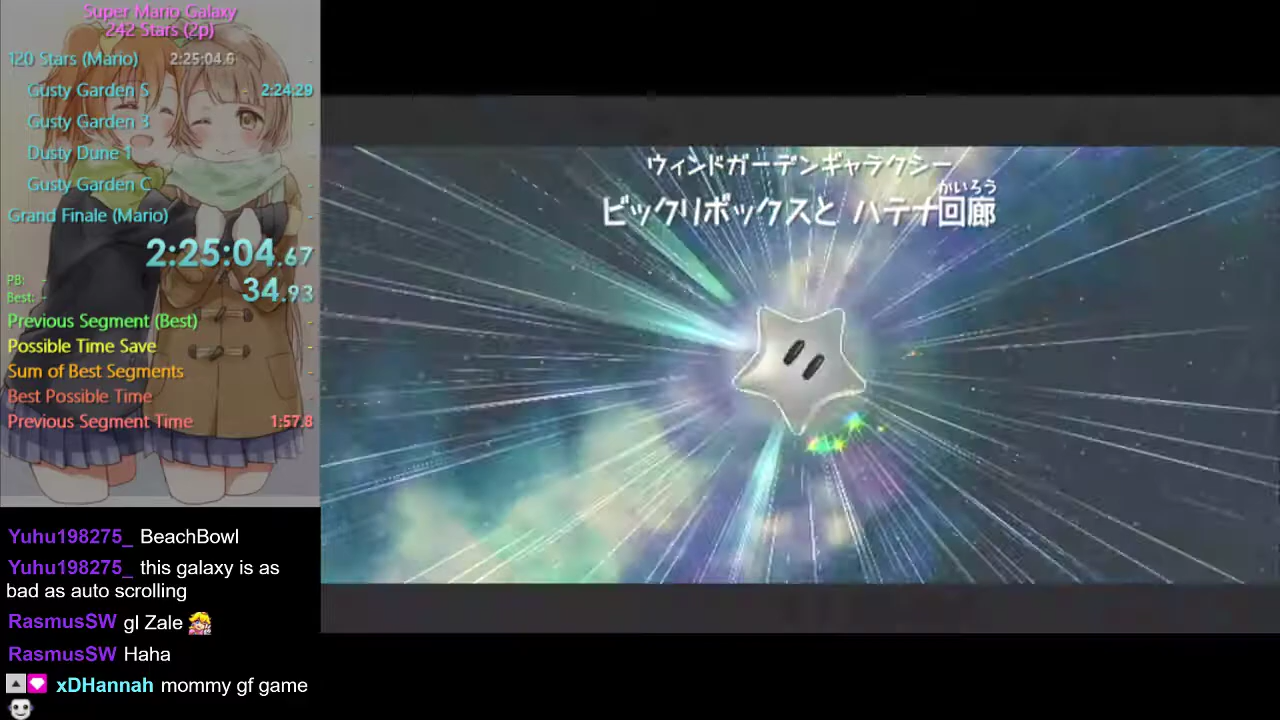 Super Mario Galaxy
242 Stars (2p)
120 Stars (Mario) 2:25:04.6 -
Gusty Garden S - 2:24:29
Gusty Garden 3 -
Dusty Dune 1 -
Gusty Garden C -
Grand Finale (Mario) -
2:25:04.67
PB: -
Best: -
34.93
Previous Segment (Best) -
Possible Time Save -
Sum of Best Segments -
Best Possible Time -
Previous Segment Time 1:57.8
Yuhu198275_ BeachBowl
Yuhu198275_ this galaxy is as
bad as auto scrolling
RasmusSW gl Zale
RasmusSW Haha
xDHannah mommy gf game
ウィンドガーデンギャラクシー
かいろう
ビックリボックスと ハテナ回廊